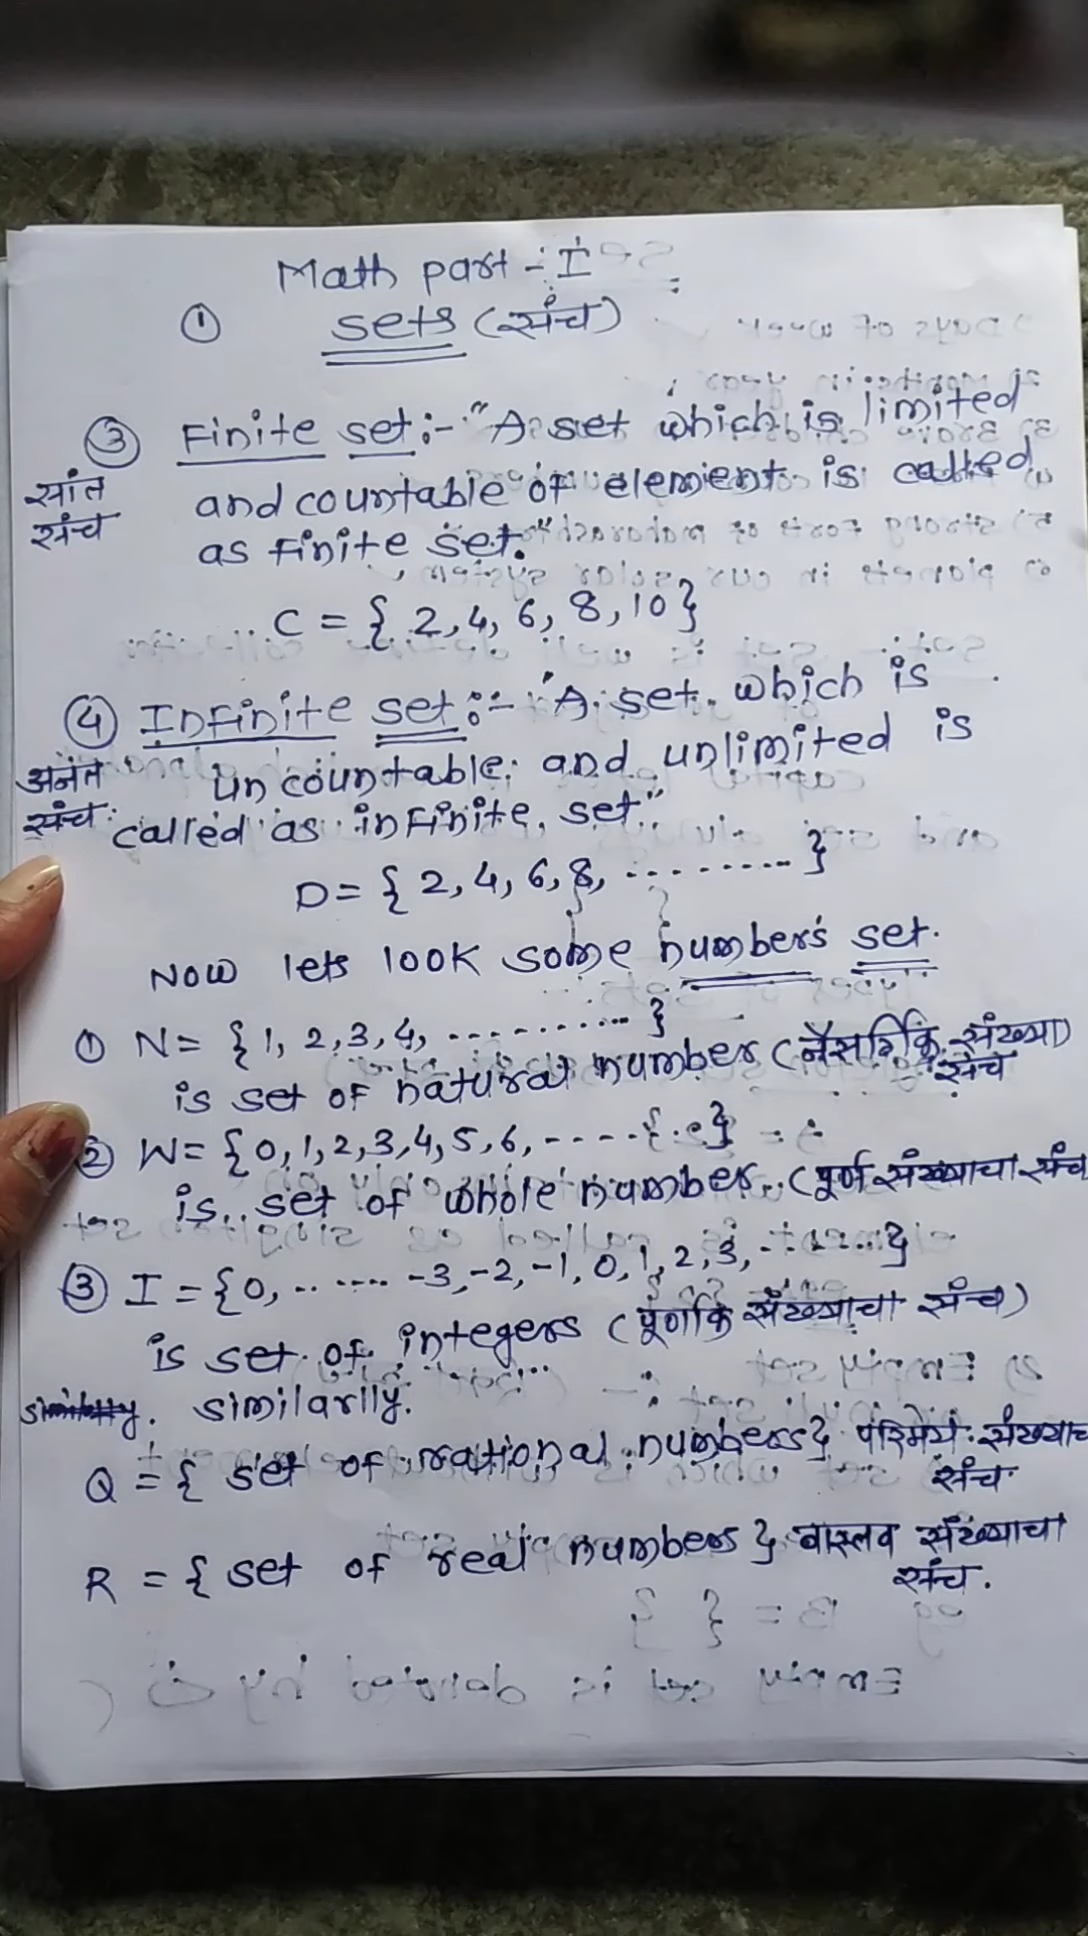 Math part - I
① sets (संच)
③ Finite set :- "A set which is limited
सांत and countable of element is called
संच as Finite set."
C = { 2, 4, 6, 8, 10 }
④ Infinite set :- "A set which is
अनंत un countable and unlimited is
संच called as infinite set."
D = { 2, 4, 6, 8, ......... }
Now lets look some numbers set.
① N = { 1, 2, 3, 4, .......... }
is set of natural number (नैसर्गिक संख्या
संच)
② W = { 0, 1, 2, 3, 4, 5, 6, ..... }
is set of whole number (पूर्ण संख्याचा संच
③ I = { 0, ...... -3, -2, -1, 0, 1, 2, 3, ....... }
is set of integers (पूर्णांक संख्याचा संच)
similarlly.
Q = { set of rational numbers } परिमेय संख्याच
संच
R = { set of real numbers } वास्तव संख्याचा
संच.